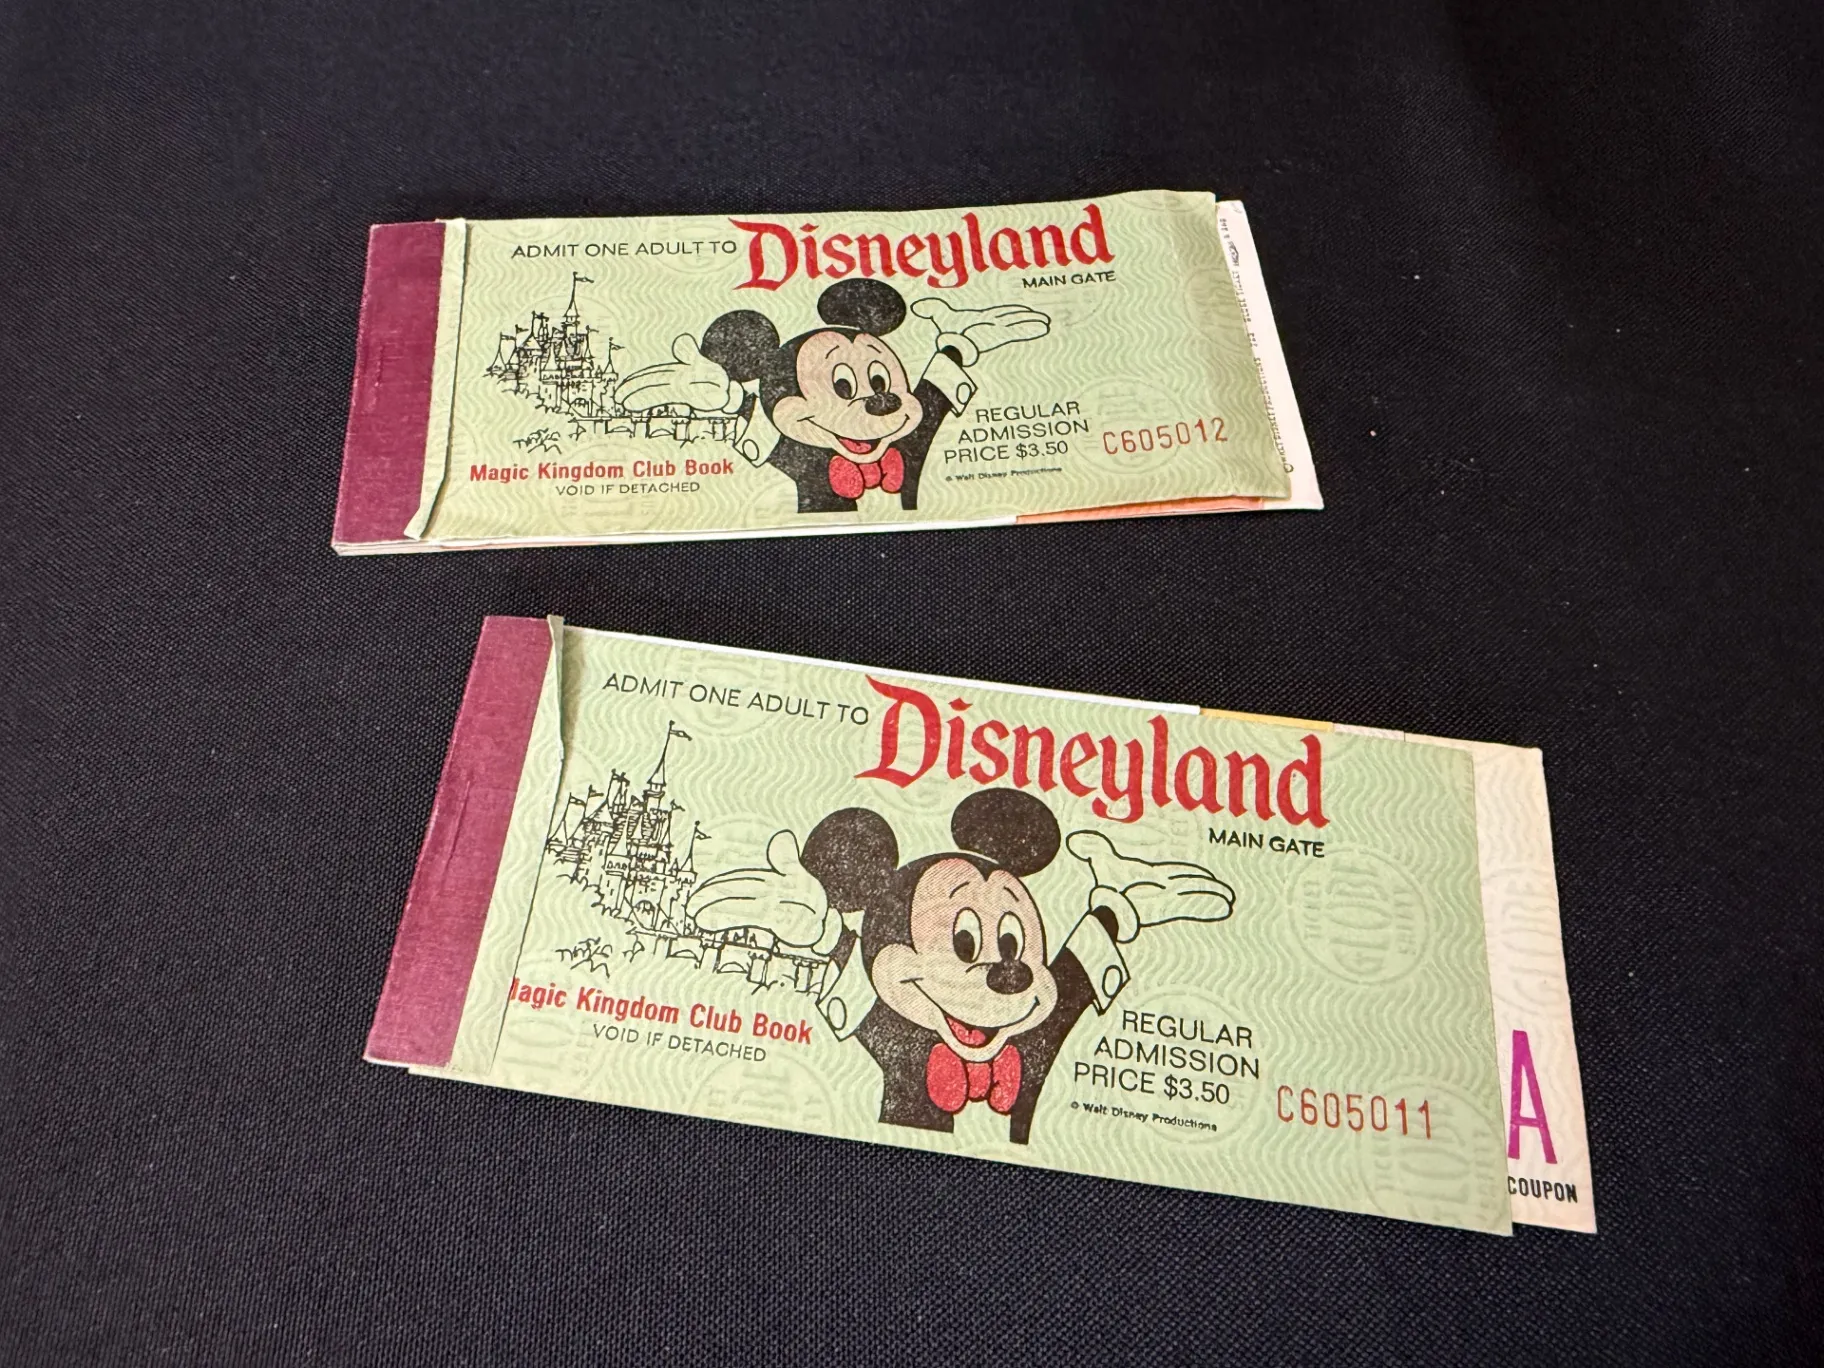 ADMIT ONE ADULT TO Disneyland
MAIN GATE
REGULAR
ADMISSION
PRICE $3.50
C605012
© Walt Disney Productions
Magic Kingdom Club Book
VOID IF DETACHED
ADMIT ONE ADULT TO Disneyland
MAIN GATE
REGULAR
ADMISSION
PRICE $3.50
C605011
© Walt Disney Productions
agic Kingdom Club Book
VOID IF DETACHED
A
COUPON
GLOBE